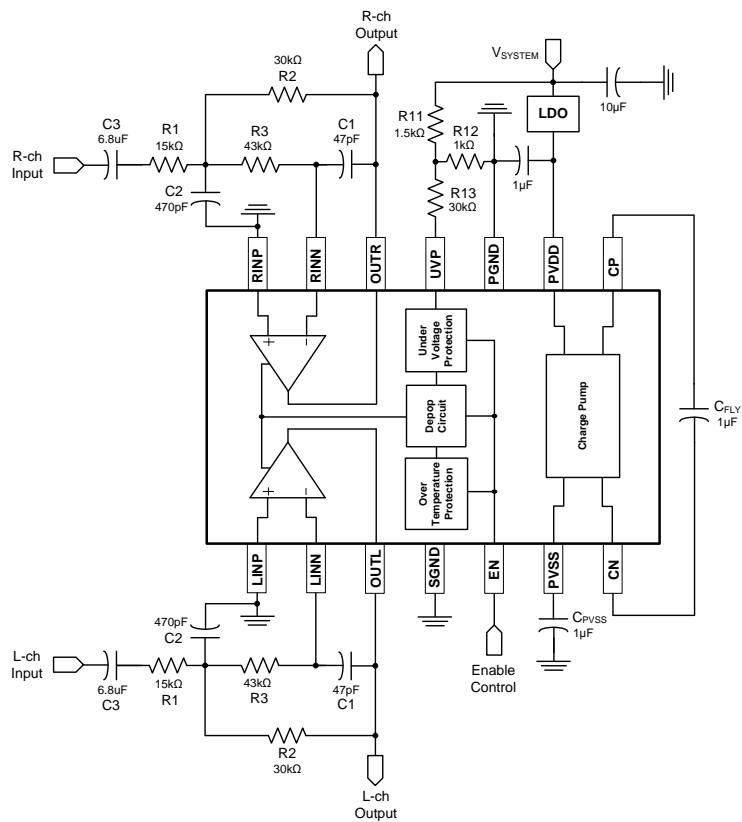 R-ch
Output
30kΩ
R2
C3
6.8uF
R1
15kΩ
R3
43kΩ
C1
47pF
R-ch
Input
C2
470pF
VSYSTEM
10µF
LDO
R11
1.5kΩ
R12
1kΩ
1µF
R13
30kΩ
RINP
RINN
OUTR
UVP
PGND
PVDD
CP
+
-
Under
Voltage
Protection
Depop
Circuit
Over
Temperature
Protection
Charge Pump
CFLY
1µF
+
-
LINP
LINN
OUTL
SGND
EN
PVSS
CN
470pF
C2
CPVSS
1µF
Enable
Control
L-ch
Input
6.8uF
C3
15kΩ
R1
43kΩ
R3
47pF
C1
R2
30kΩ
L-ch
Output